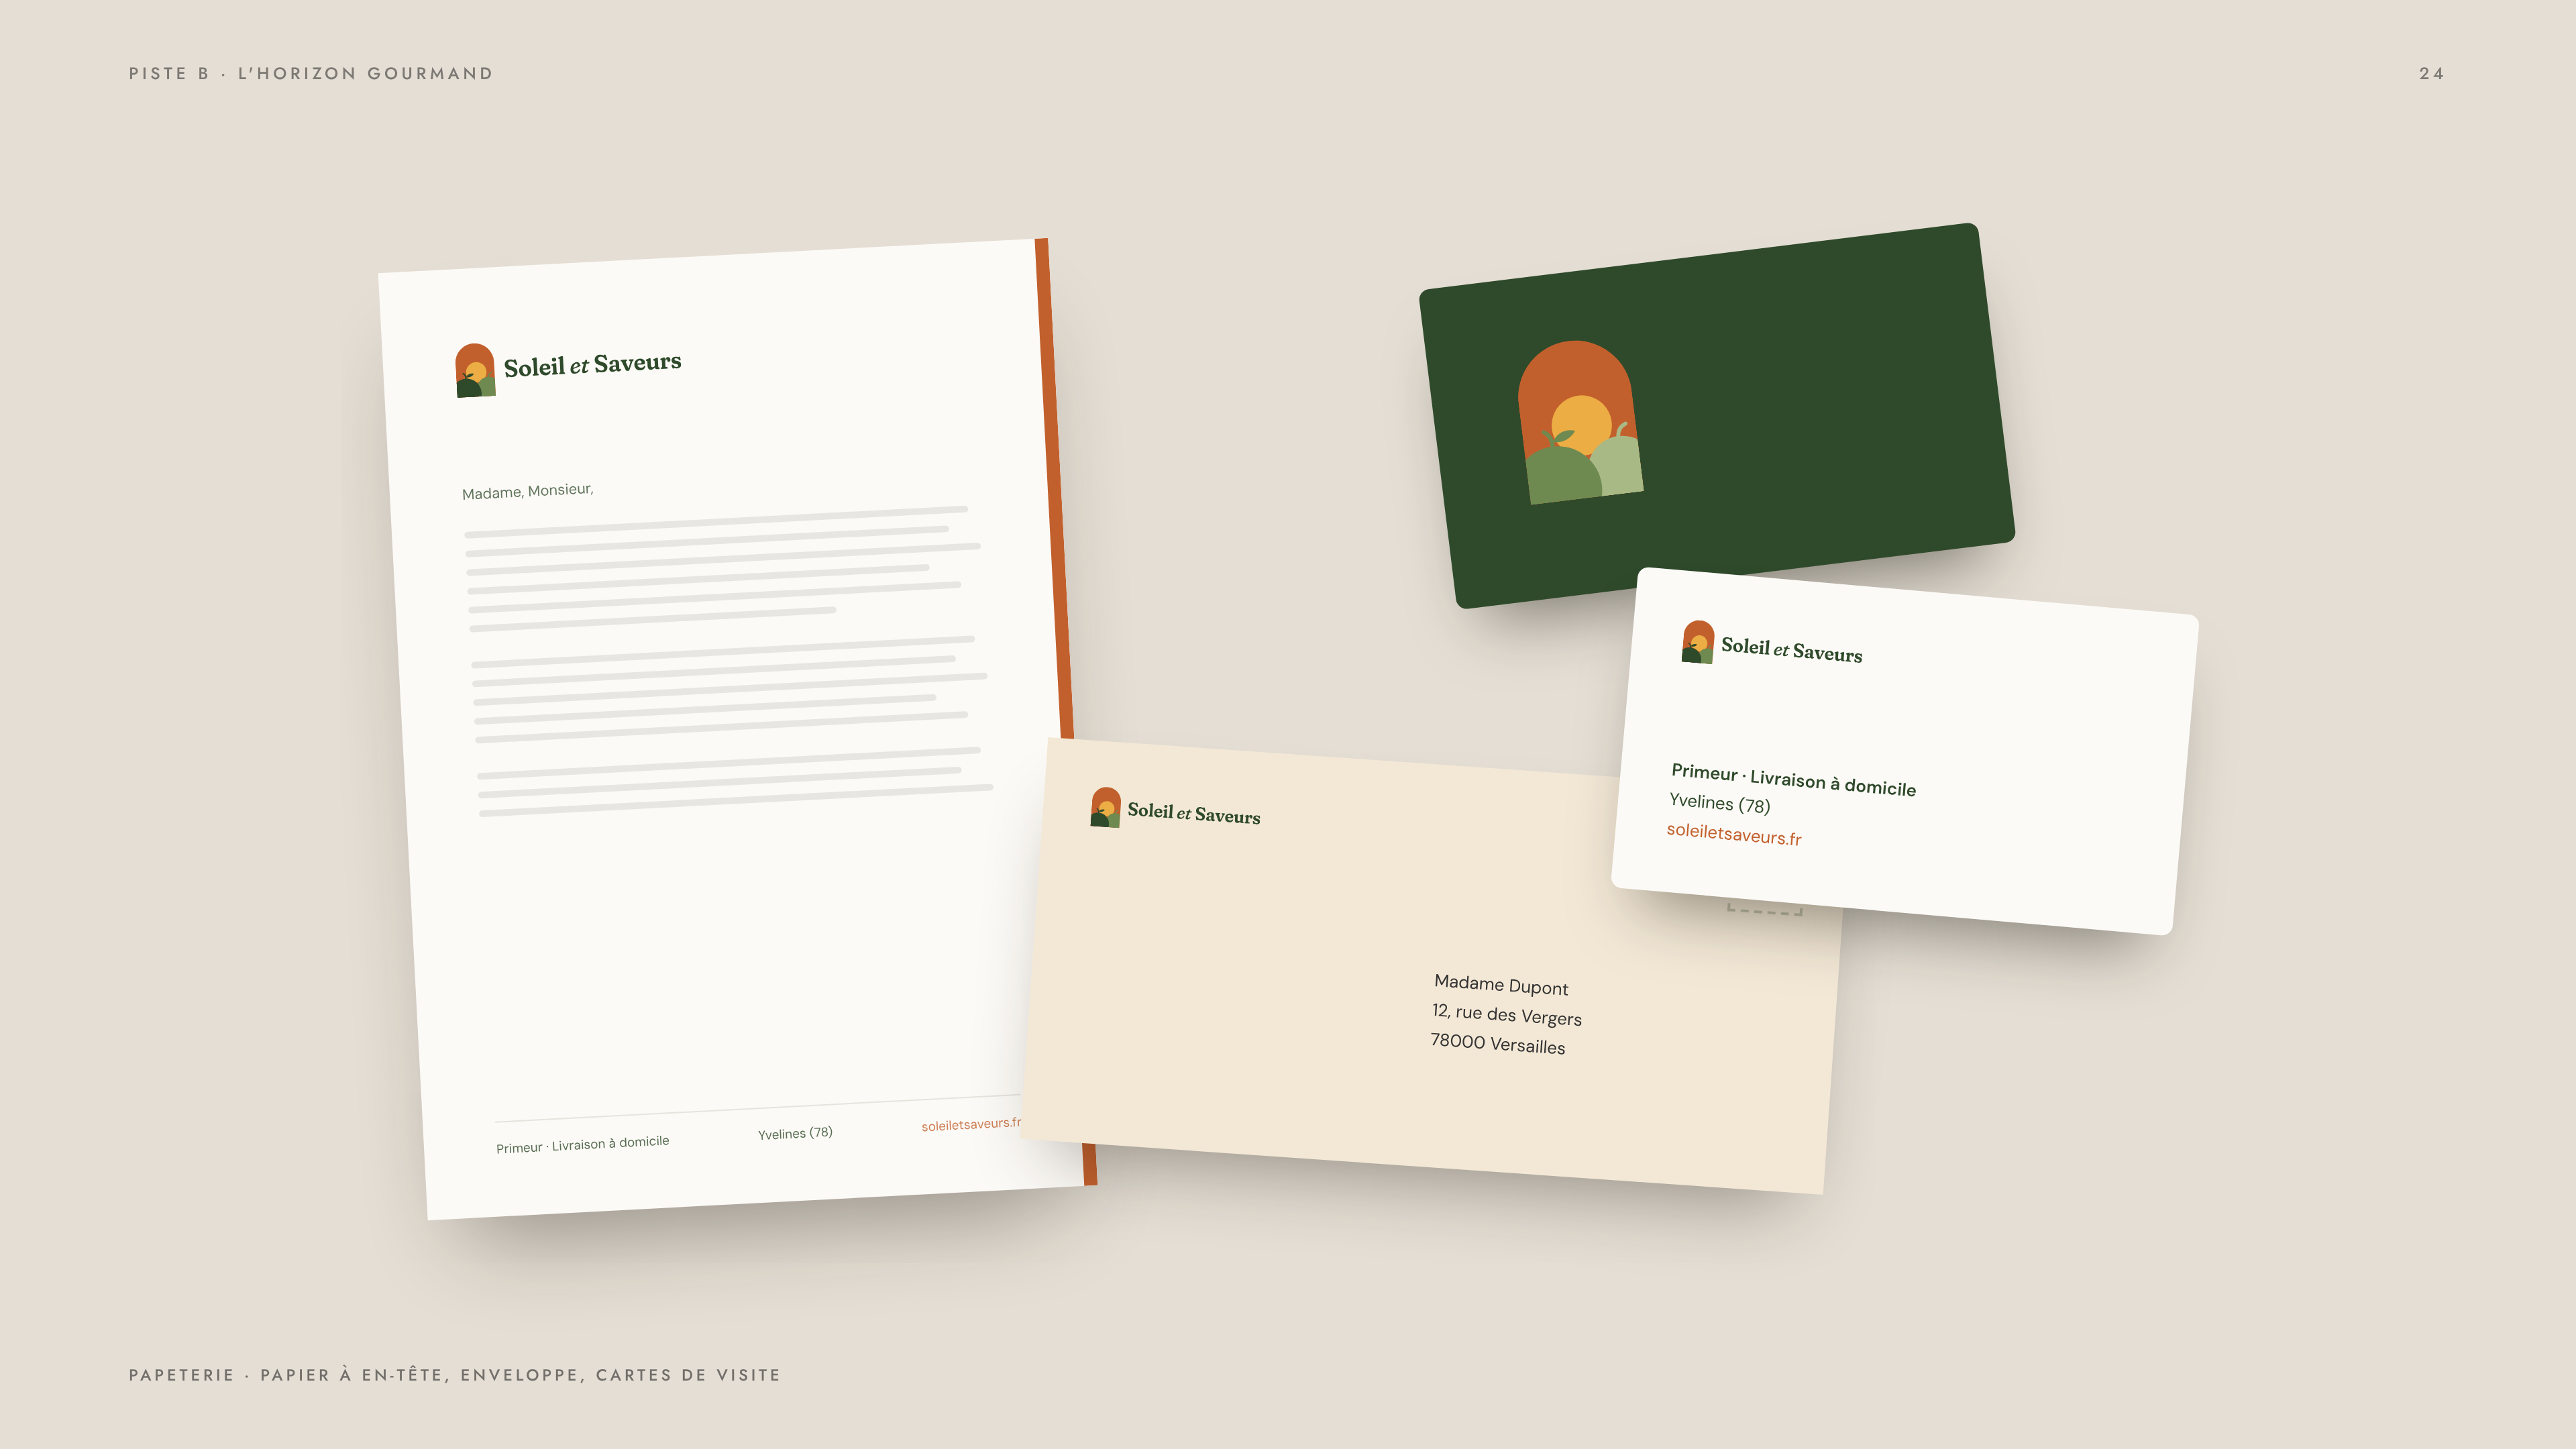 PISTE B · L'HORIZON GOURMAND
24
Soleil et Saveurs
Madame, Monsieur,
Primeur · Livraison à domicile
Yvelines (78)
soleiletsaveurs.fr
Soleil et Saveurs
Madame Dupont
12, rue des Vergers
78000 Versailles
Soleil et Saveurs
Primeur · Livraison à domicile
Yvelines (78)
soleiletsaveurs.fr
PAPETERIE · PAPIER À EN-TÊTE, ENVELOPPE, CARTES DE VISITE